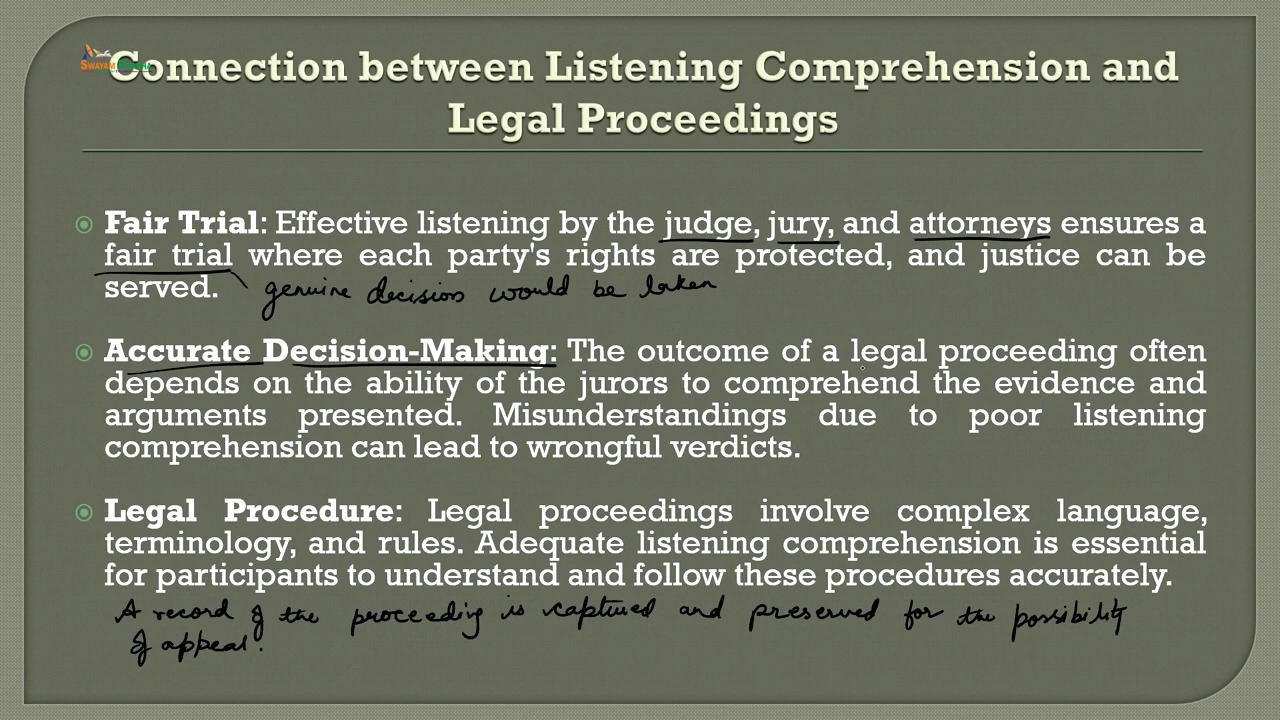 Connection between Listening Comprehension and
Legal Proceedings
Fair Trial: Effective listening by the judge, jury, and attorneys ensures a
fair trial where each party's rights are protected, and justice can be
served.
genuine decision would be taken
Accurate Decision-Making: The outcome of a legal proceeding often
depends on the ability of the jurors to comprehend the evidence and
arguments presented. Misunderstandings due to poor listening
comprehension can lead to wrongful verdicts.
Legal Procedure: Legal proceedings involve complex language,
terminology, and rules. Adequate listening comprehension is essential
for participants to understand and follow these procedures accurately.
A record of the proceeding is captured and preserved for the possibility
of appeal.